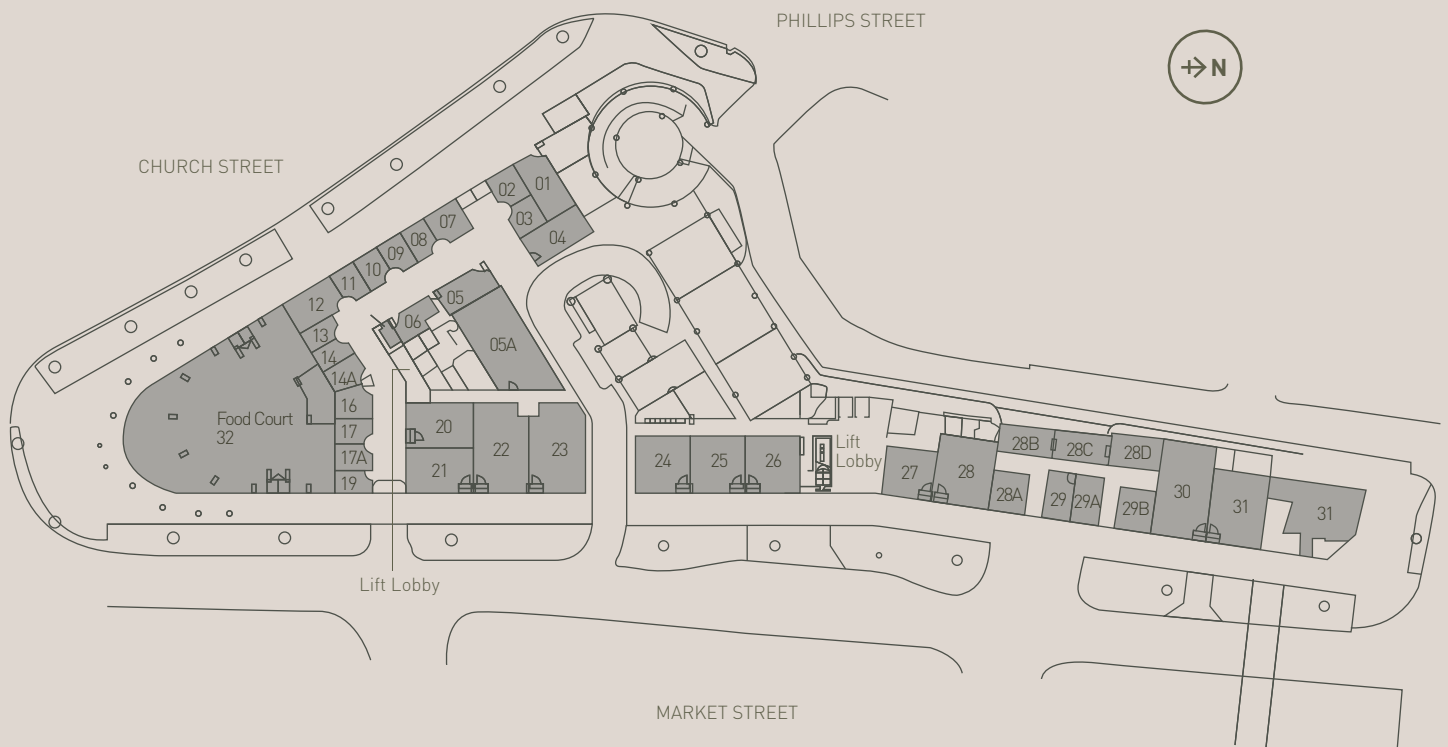 PHILLIPS STREET
N
CHURCH STREET
02
01
03
04
07
08
09
10
11
12
05
06
05A
13
14
14A
Food Court
32
16
17
17A
19
20
21
22
23
24
25
26
Lift
Lobby
27
28
28A
28B
28C
28D
29
29A
29B
30
31
31
Lift Lobby
MARKET STREET